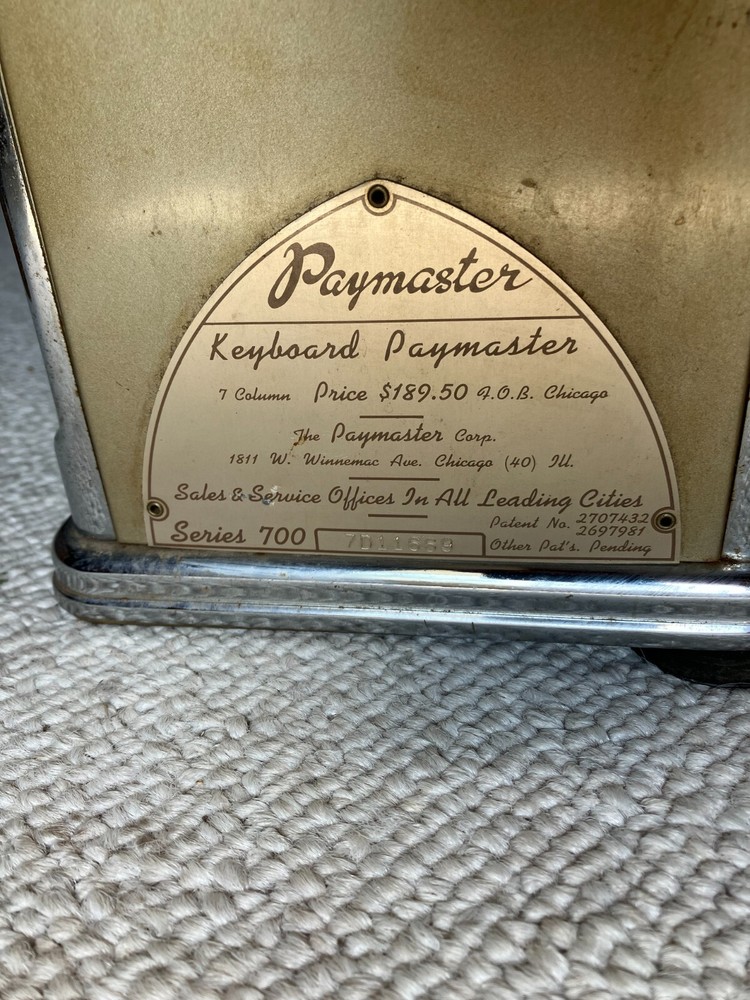 Paymaster
Keyboard Paymaster
7 Column Price $189.50 F.O.B. Chicago
The Paymaster Corp.
1811 W. Winnemac Ave. Chicago (40) Ill.
Sales & Service Offices In All Leading Cities
Series 700
Patent No. 2707432
2697981
Other Pat's. Pending